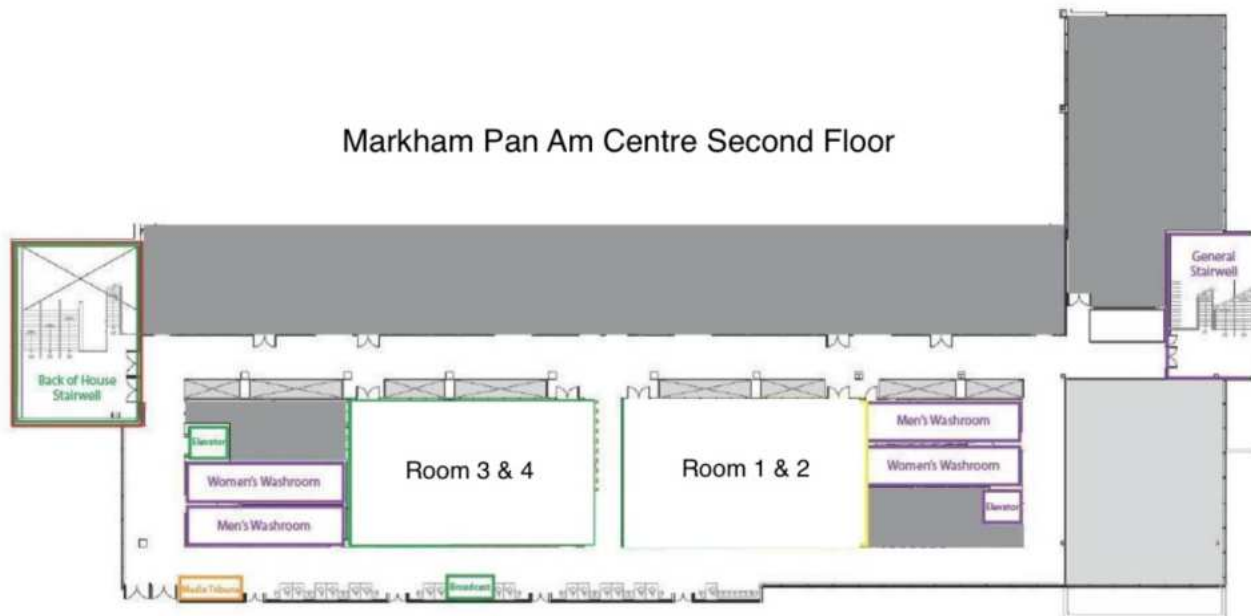 Markham Pan Am Centre Second Floor
General
Stairwell
Back of House
Stairwell
Elevator
Women's Washroom
Men's Washroom
Room 3 & 4
Room 1 & 2
Men's Washroom
Women's Washroom
Elevator
Media Tribune
Broadcast